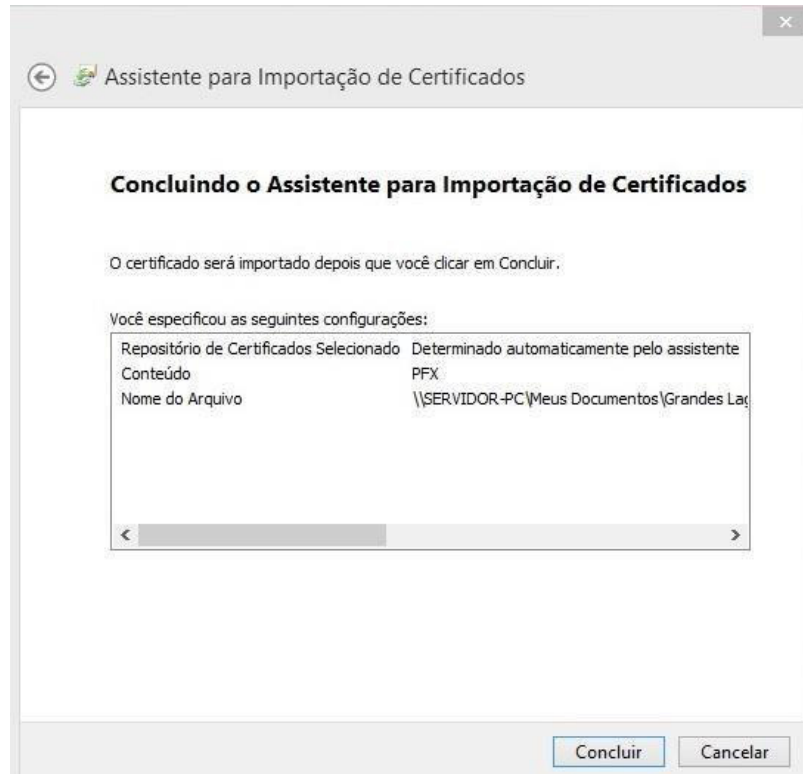 Assistente para Importação de Certificados
Concluindo o Assistente para Importação de Certificados
O certificado será importado depois que você clicar em Concluir.
Você especificou as seguintes configurações:
Repositório de Certificados Selecionado Determinado automaticamente pelo assistente
Conteúdo PFX
Nome do Arquivo \\SERVIDOR-PC\Meus Documentos\Grandes Lag
Concluir Cancelar